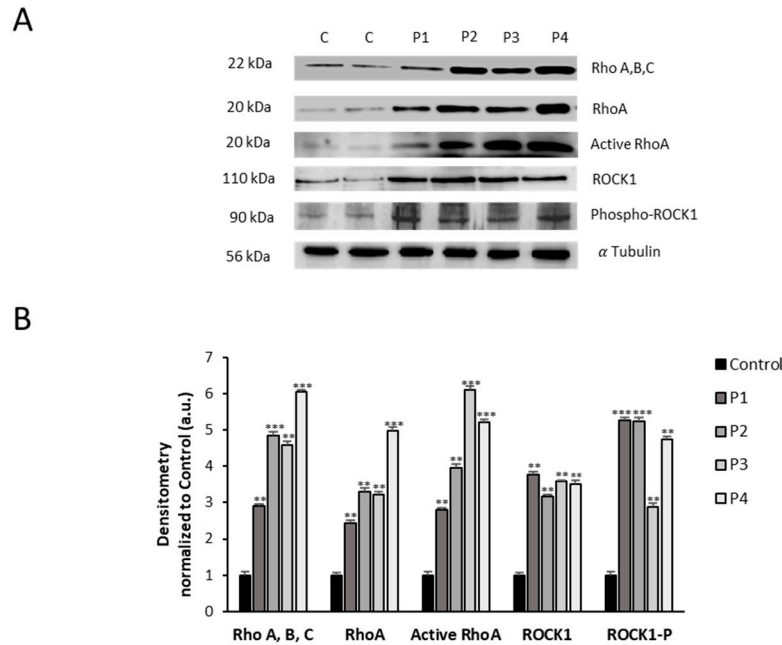 A
C C P1 P2 P3 P4
22 kDa Rho A,B,C
20 kDa RhoA
20 kDa Active RhoA
110 kDa ROCK1
90 kDa Phospho-ROCK1
56 kDa α Tubulin
B
Densitometry
normalized to Control (a.u.)
7
6
5
4
3
2
1
0
** *** ** ***
** ** ** ***
** ** *** ***
** ** ** **
*** *** ** **
Rho A, B, C RhoA Active RhoA ROCK1 ROCK1-P
Control
P1
P2
P3
P4